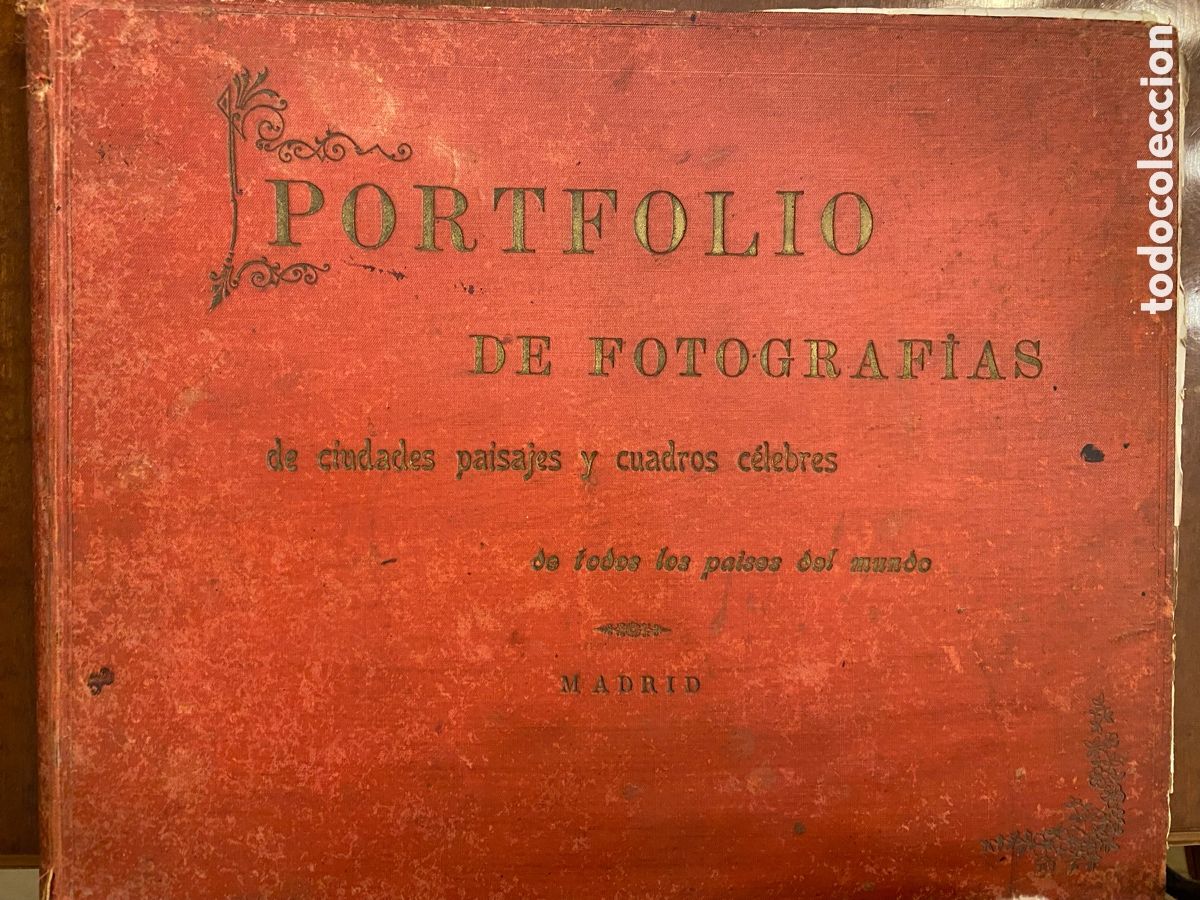 PORTFOLIO
DE FOTOGRAFÍAS
de ciudades paisajes y cuadros célebres
de todos los paises del mundo
MADRID
todocoleccion